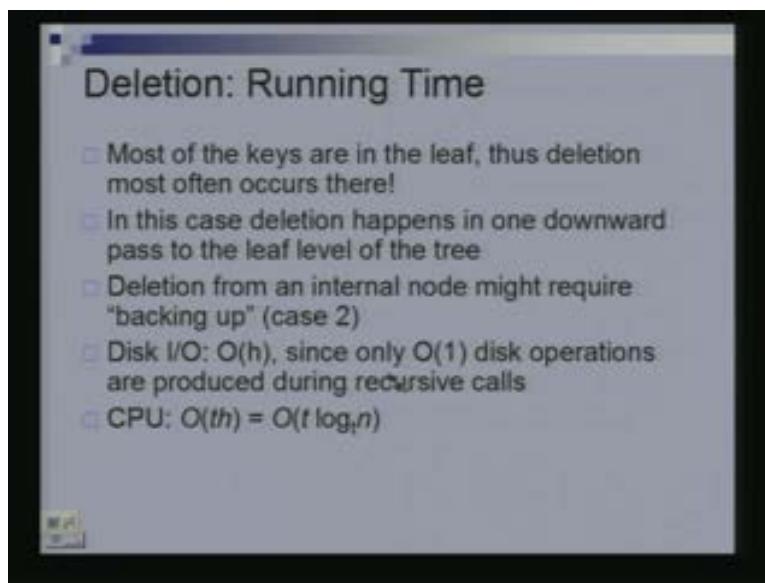 Deletion: Running Time
Most of the keys are in the leaf, thus deletion
most often occurs there!
In this case deletion happens in one downward
pass to the leaf level of the tree
Deletion from an internal node might require
“backing up” (case 2)
Disk I/O: O(h), since only O(1) disk operations
are produced during recursive calls
CPU: O(th) = O(t logₜn)